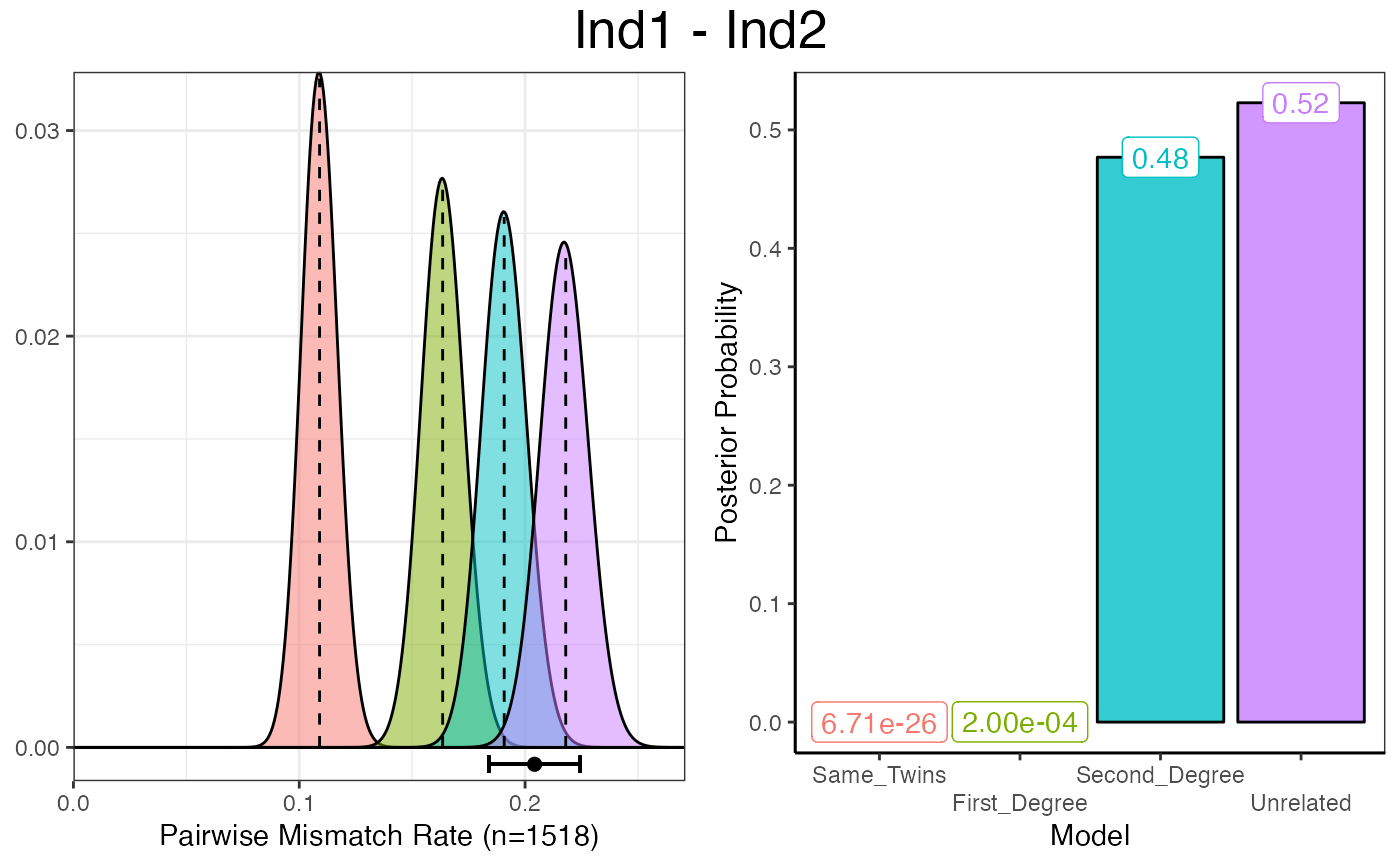 Ind1 - Ind2
0.03
0.02
0.01
0.00
0.0 0.1 0.2
Pairwise Mismatch Rate (n=1518)
Posterior Probability
0.5
0.4
0.3
0.2
0.1
0.0
6.71e-26
2.00e-04
0.48
0.52
Same_Twins Second_Degree
First_Degree Unrelated
Model